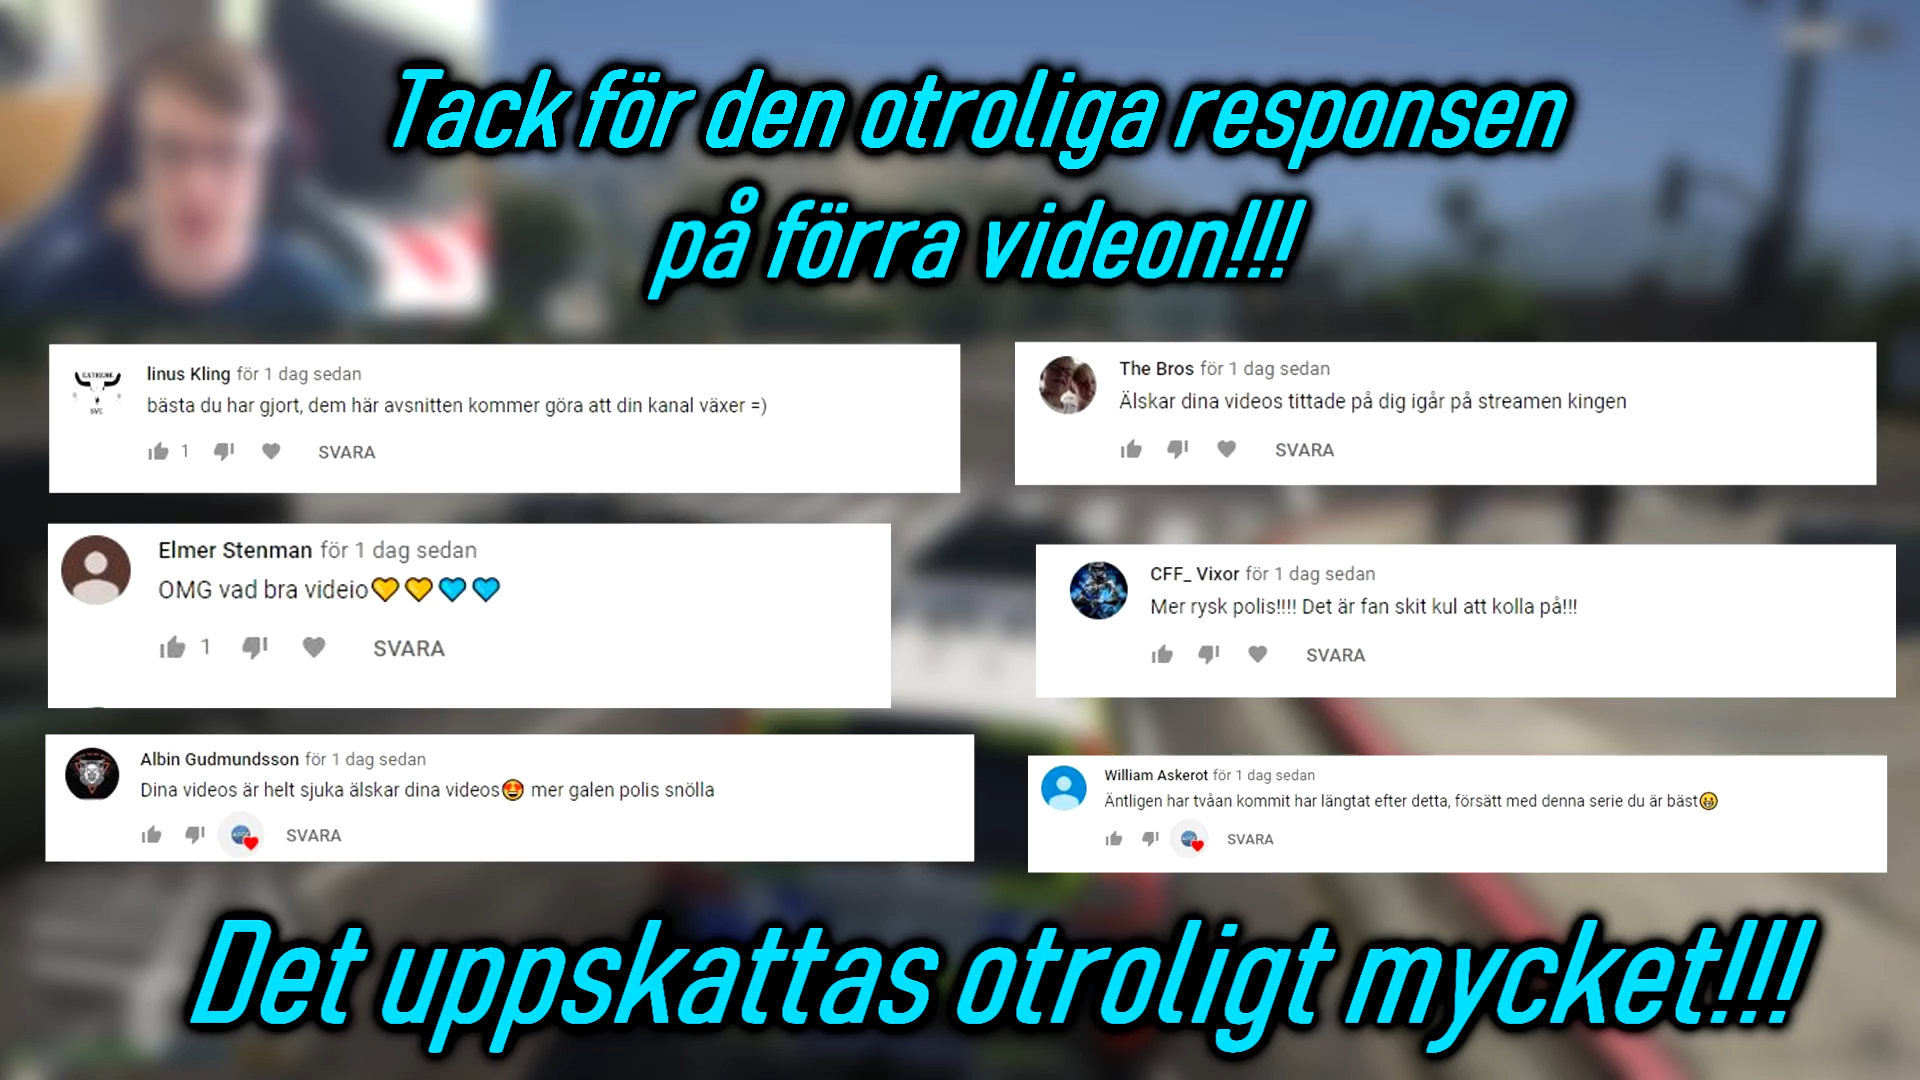 Tack för den otroliga responsen
på förra videon!!!
linus Kling för 1 dag sedan
bästa du har gjort, dem här avsnitten kommer göra att din kanal växer =)
1 SVARA
The Bros för 1 dag sedan
Älskar dina videos tittade på dig igår på streamen kingen
SVARA
Elmer Stenman för 1 dag sedan
OMG vad bra videio💛💛💙💙
1 SVARA
CFF_ Vixor för 1 dag sedan
Mer rysk polis!!!! Det är fan skit kul att kolla på!!!
SVARA
Albin Gudmundsson för 1 dag sedan
Dina videos är helt sjuka älskar dina videos😍 mer galen polis snölla
SVARA
William Askerot för 1 dag sedan
Äntligen har tvåan kommit har längtat efter detta, försätt med denna serie du är bäst😁
SVARA
Det uppskattas otroligt mycket!!!